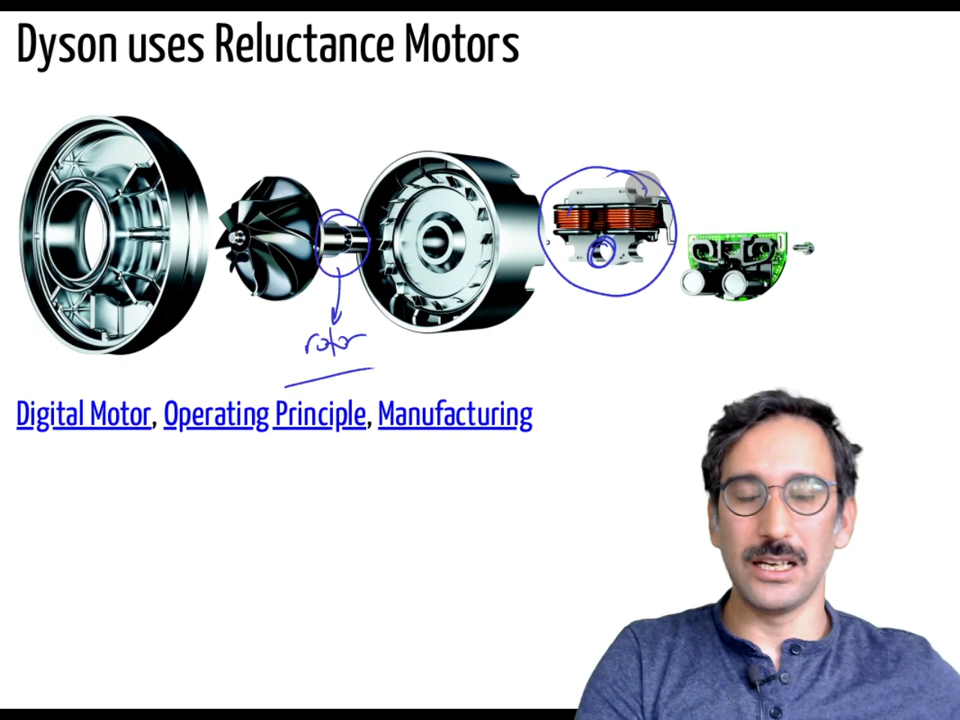 Dyson uses Reluctance Motors
rotor
Digital Motor, Operating Principle, Manufacturing